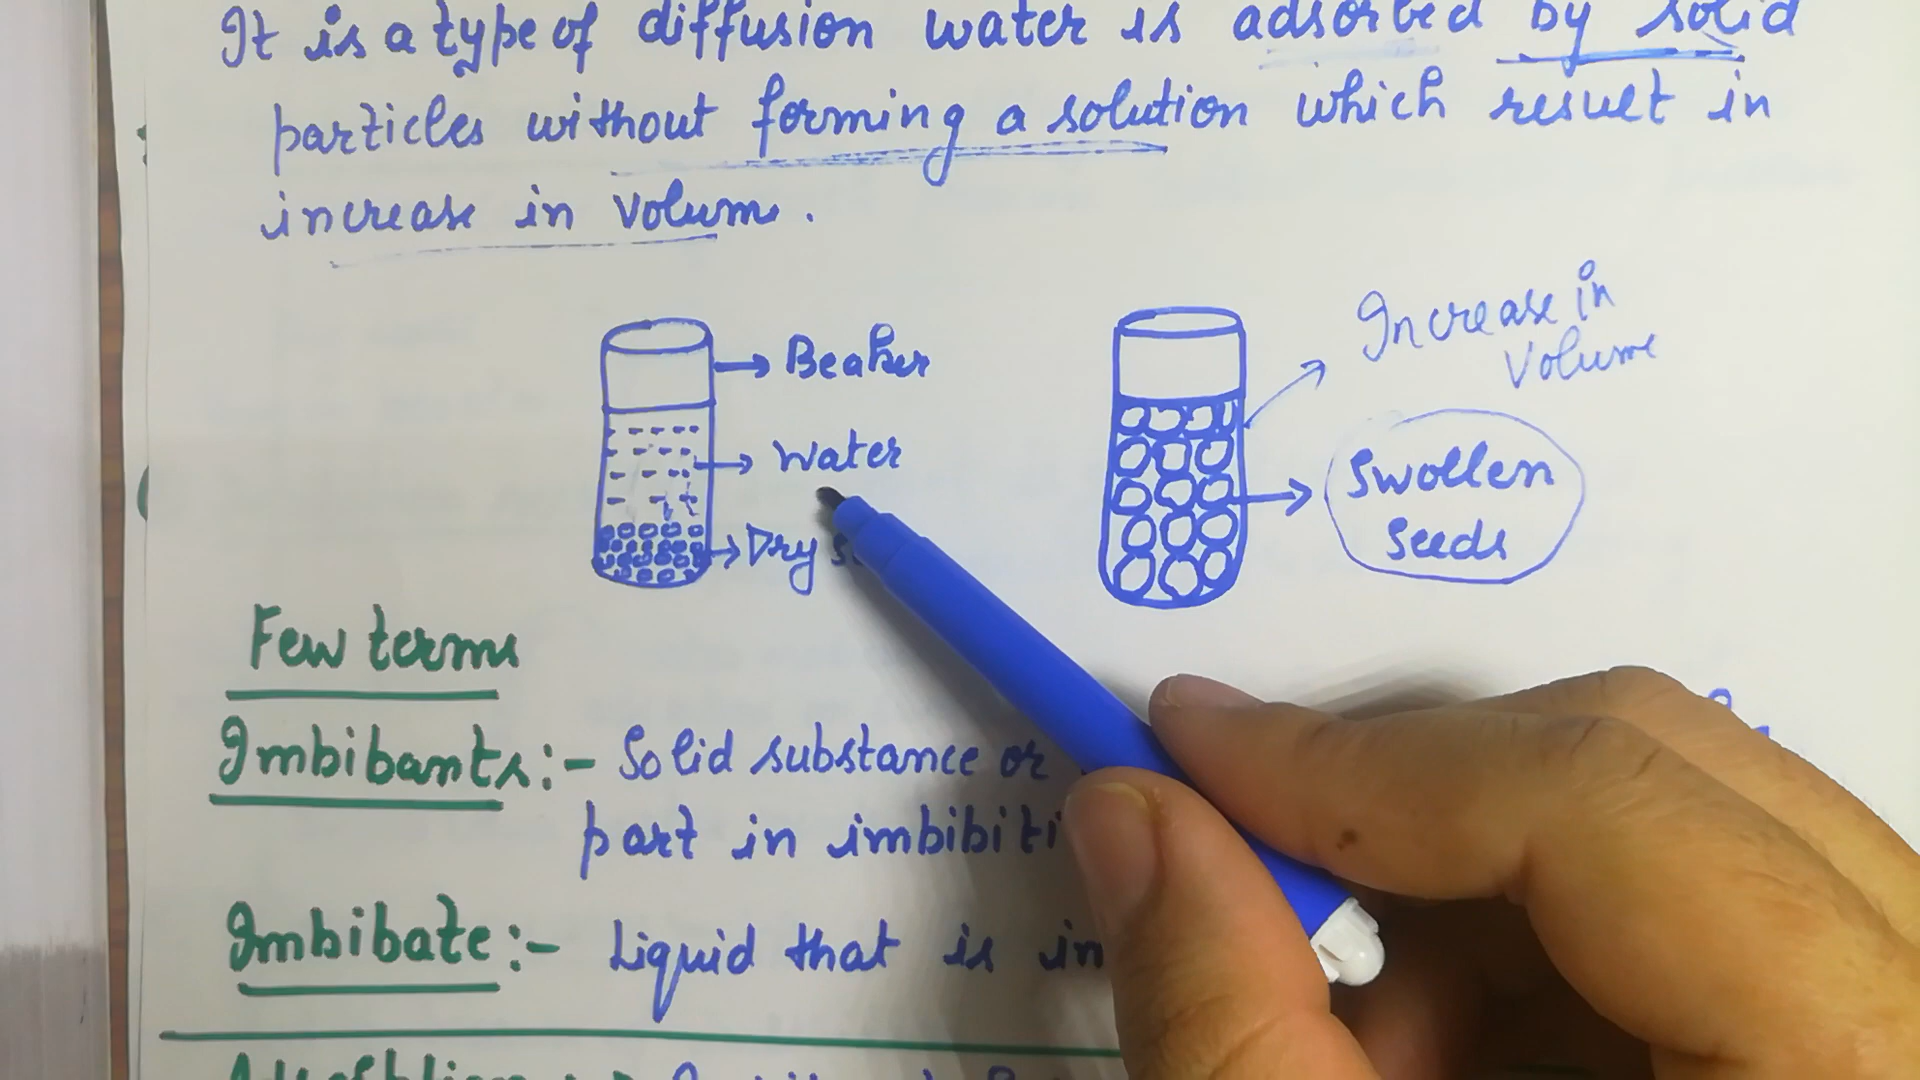 It is a type of diffusion water is adsorbed by solid
particles without forming a solution which result in
increase in volume.
Increase in
Volume
Beaker
Water
Swollen
Seeds
Dry
Few terms
Imbibants:- Solid substance or
part in imbibiti
Imbibate:- Liquid that is im